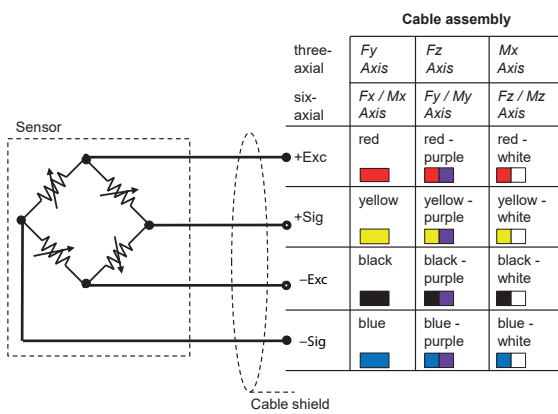 Cable assembly
three-
axial
Fy
Axis
Fz
Axis
Mx
Axis
six-
axial
Fx / Mx
Axis
Fy / My
Axis
Fz / Mz
Axis
Sensor
+Exc
red
red -
purple
red -
white
+Sig
yellow
yellow -
purple
yellow -
white
–Exc
black
black -
purple
black -
white
–Sig
blue
blue -
purple
blue -
white
Cable shield